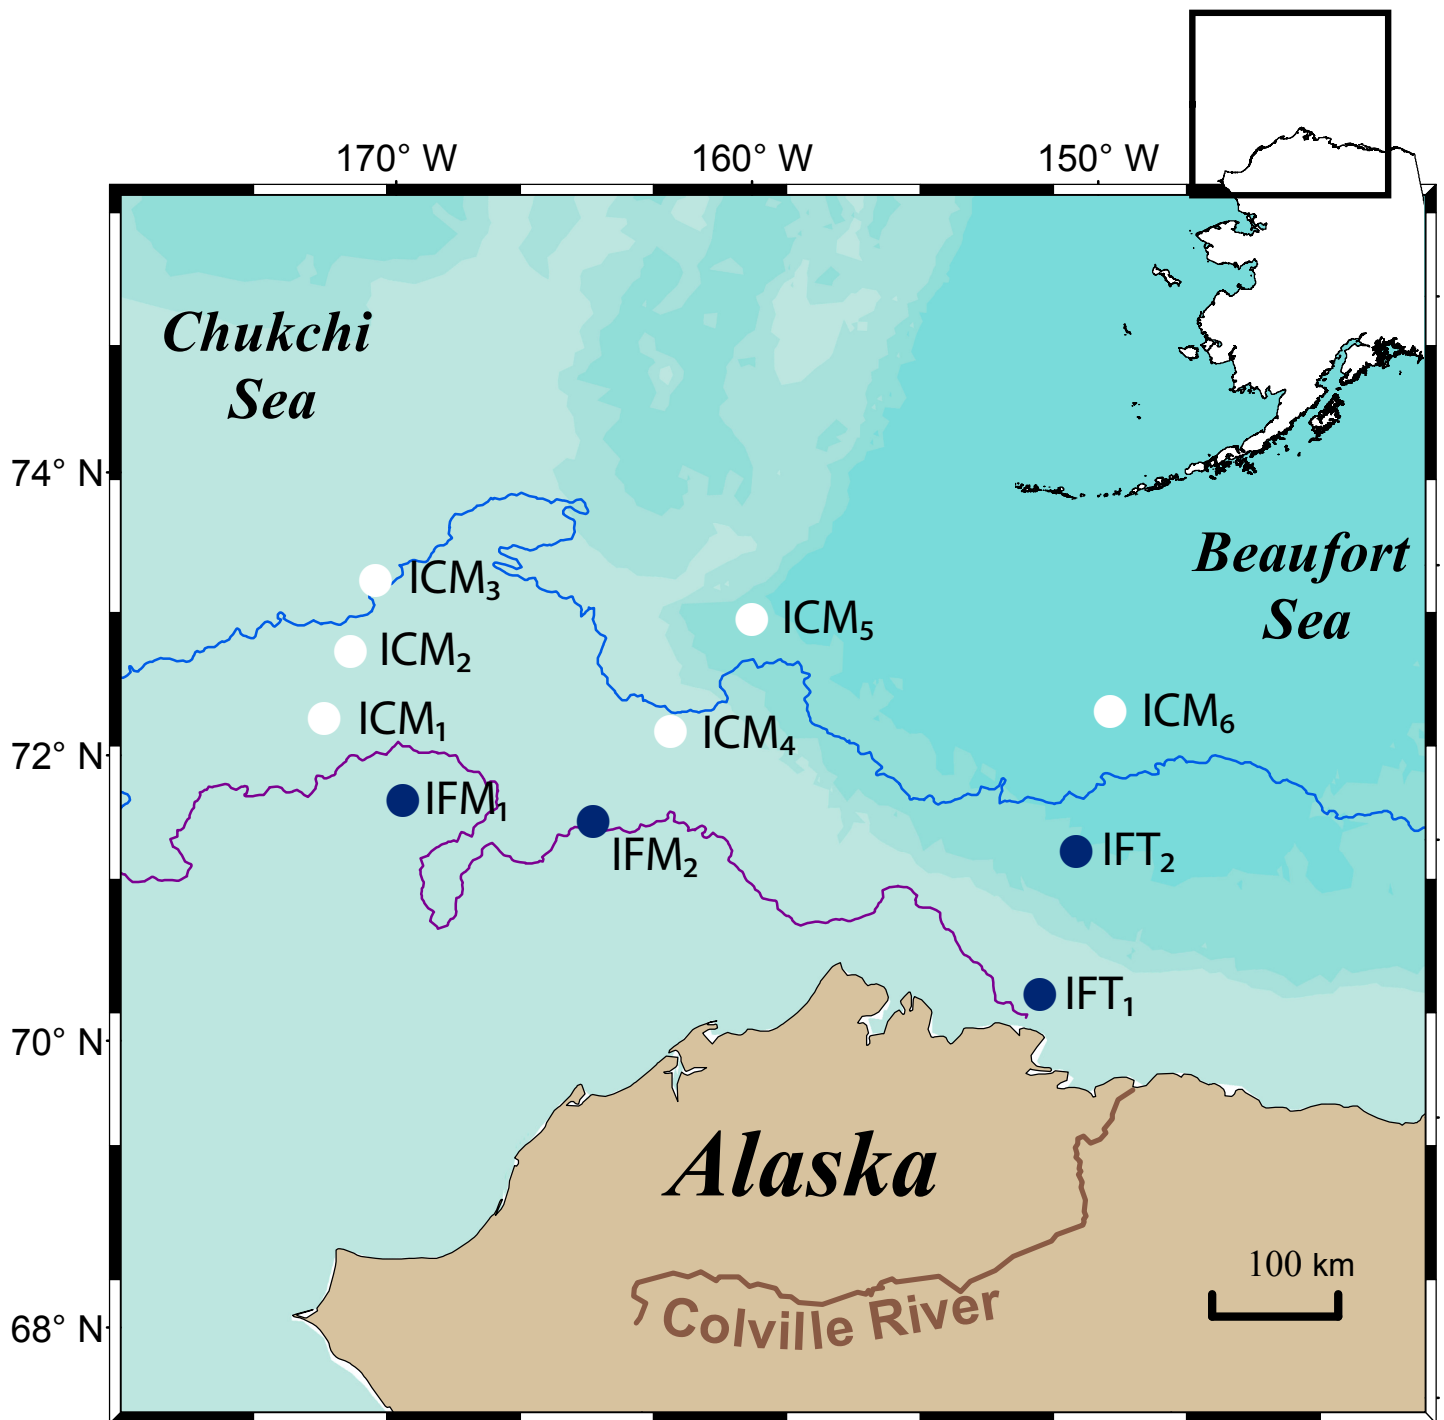 170° W
160° W
150° W
Chukchi
Sea
74° N
Beaufort
Sea
ICM₃
ICM₅
ICM₂
ICM₁
ICM₄
ICM₆
72° N
IFM₁
IFM₂
IFT₂
IFT₁
70° N
Alaska
100 km
Colville River
68° N